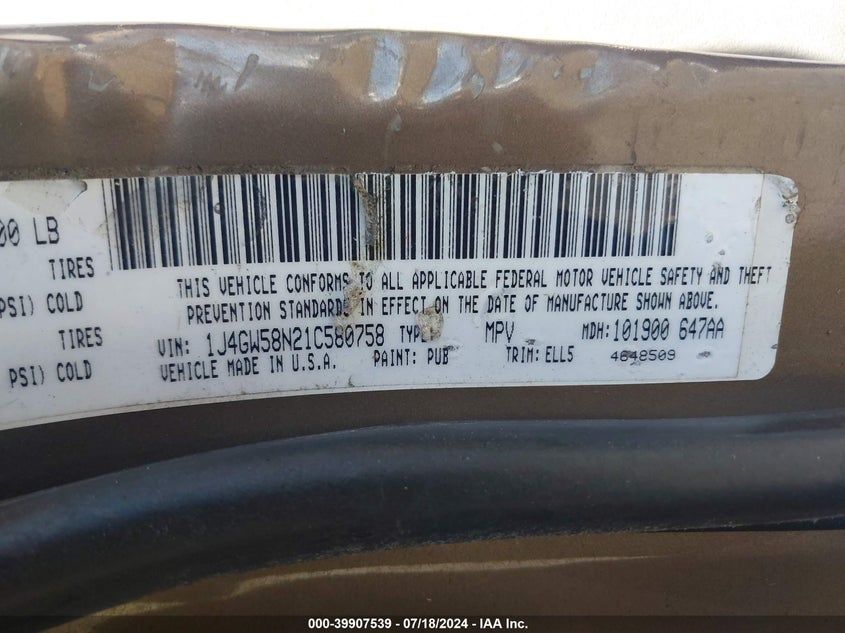 00 LB
TIRES
PSI) COLD
TIRES
PSI) COLD
THIS VEHICLE CONFORMS TO ALL APPLICABLE FEDERAL MOTOR VEHICLE SAFETY AND THEFT
PREVENTION STANDARDS IN EFFECT ON THE DATE OF MANUFACTURE SHOWN ABOVE.
VIN: 1J4GW58N21C580758 TYPE: MPV MDH: 101900 647AA
VEHICLE MADE IN U.S.A. PAINT: PUB TRIM: ELL5 4648509
000-39907539 - 07/18/2024 - IAA Inc.